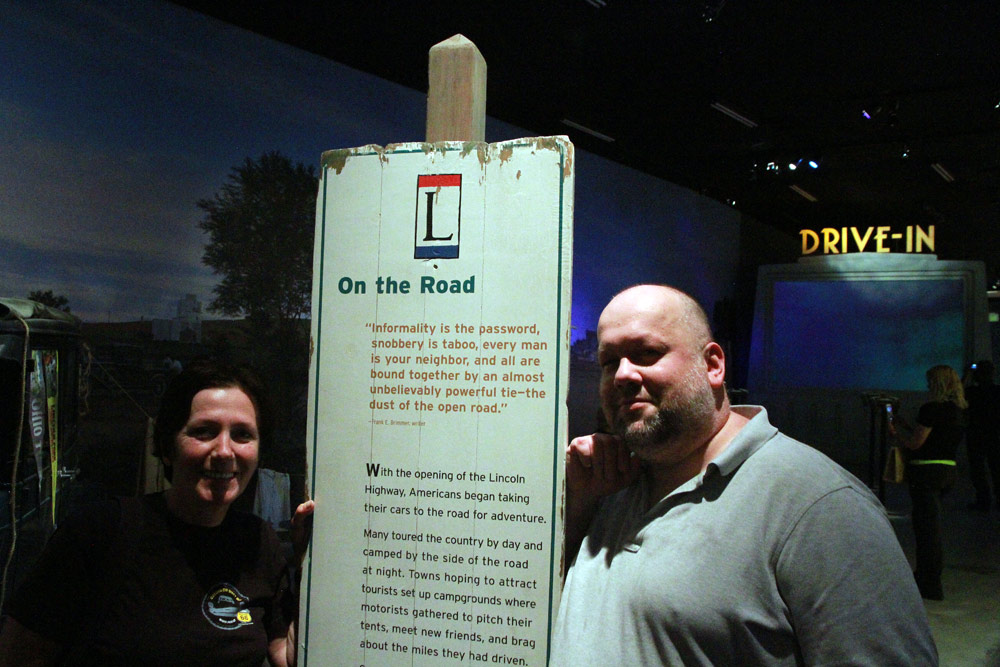 L
On the Road
"Informality is the password,
snobbery is taboo, every man
is your neighbor, and all are
bound together by an almost
unbelievably powerful tie—the
dust of the open road."
—Frank E. Brimmer, writer
With the opening of the Lincoln
Highway, Americans began taking
their cars to the road for adventure.
Many toured the country by day and
camped by the side of the road
at night. Towns hoping to attract
tourists set up campgrounds where
motorists gathered to pitch their
tents, meet new friends, and brag
about the miles they had driven.
DRIVE-IN
OHIO